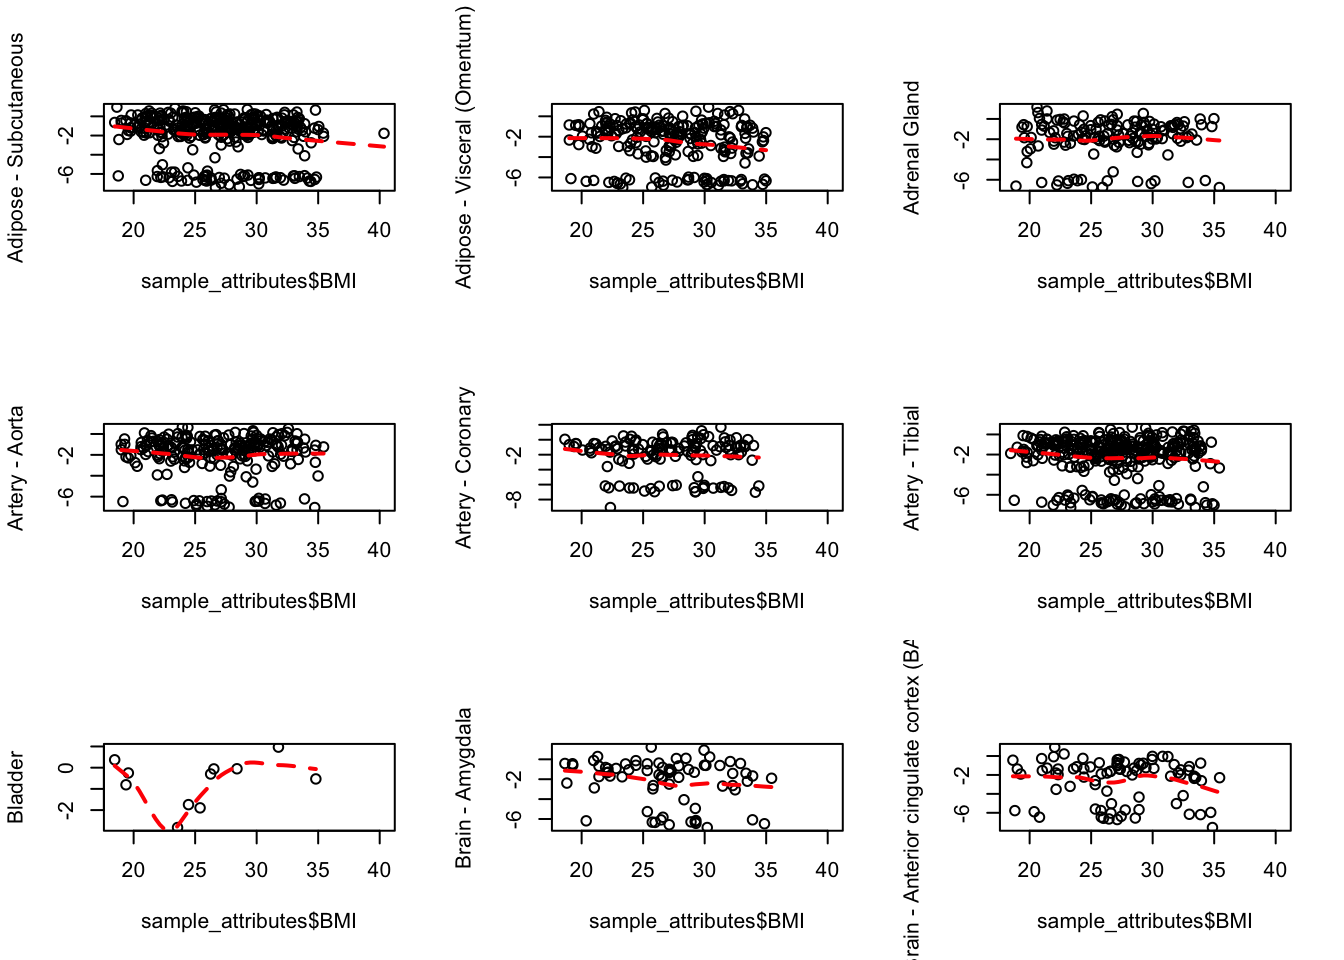 Adipose - Subcutaneous
-2
-6
20 25 30 35 40
sample_attributes$BMI
Adipose - Visceral (Omentum)
-2
-6
20 25 30 35 40
sample_attributes$BMI
Adrenal Gland
-2
-6
20 25 30 35 40
sample_attributes$BMI
Artery - Aorta
-2
-6
20 25 30 35 40
sample_attributes$BMI
Artery - Coronary
-2
-8
20 25 30 35 40
sample_attributes$BMI
Artery - Tibial
-2
-6
20 25 30 35 40
sample_attributes$BMI
Bladder
0
-2
20 25 30 35 40
sample_attributes$BMI
Brain - Amygdala
-2
-6
20 25 30 35 40
sample_attributes$BMI
rain - Anterior cingulate cortex (BA
-2
-6
20 25 30 35 40
sample_attributes$BMI